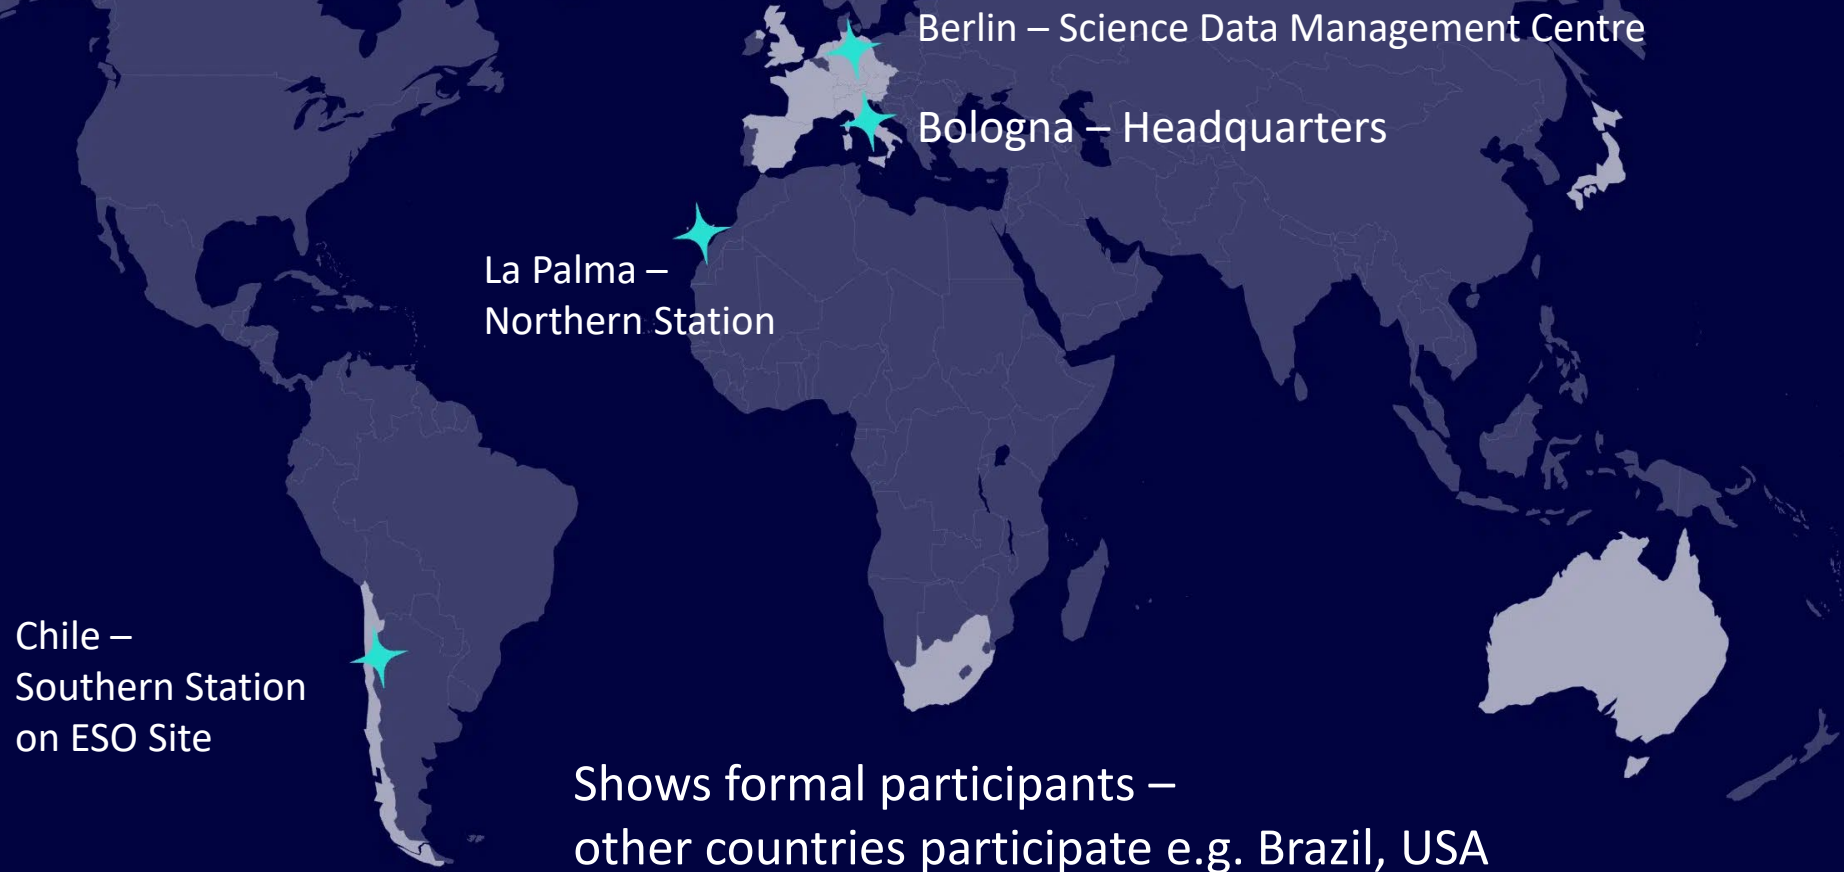 Berlin – Science Data Management Centre
Bologna – Headquarters
La Palma –
Northern Station
Chile –
Southern Station
on ESO Site
Shows formal participants –
other countries participate e.g. Brazil, USA